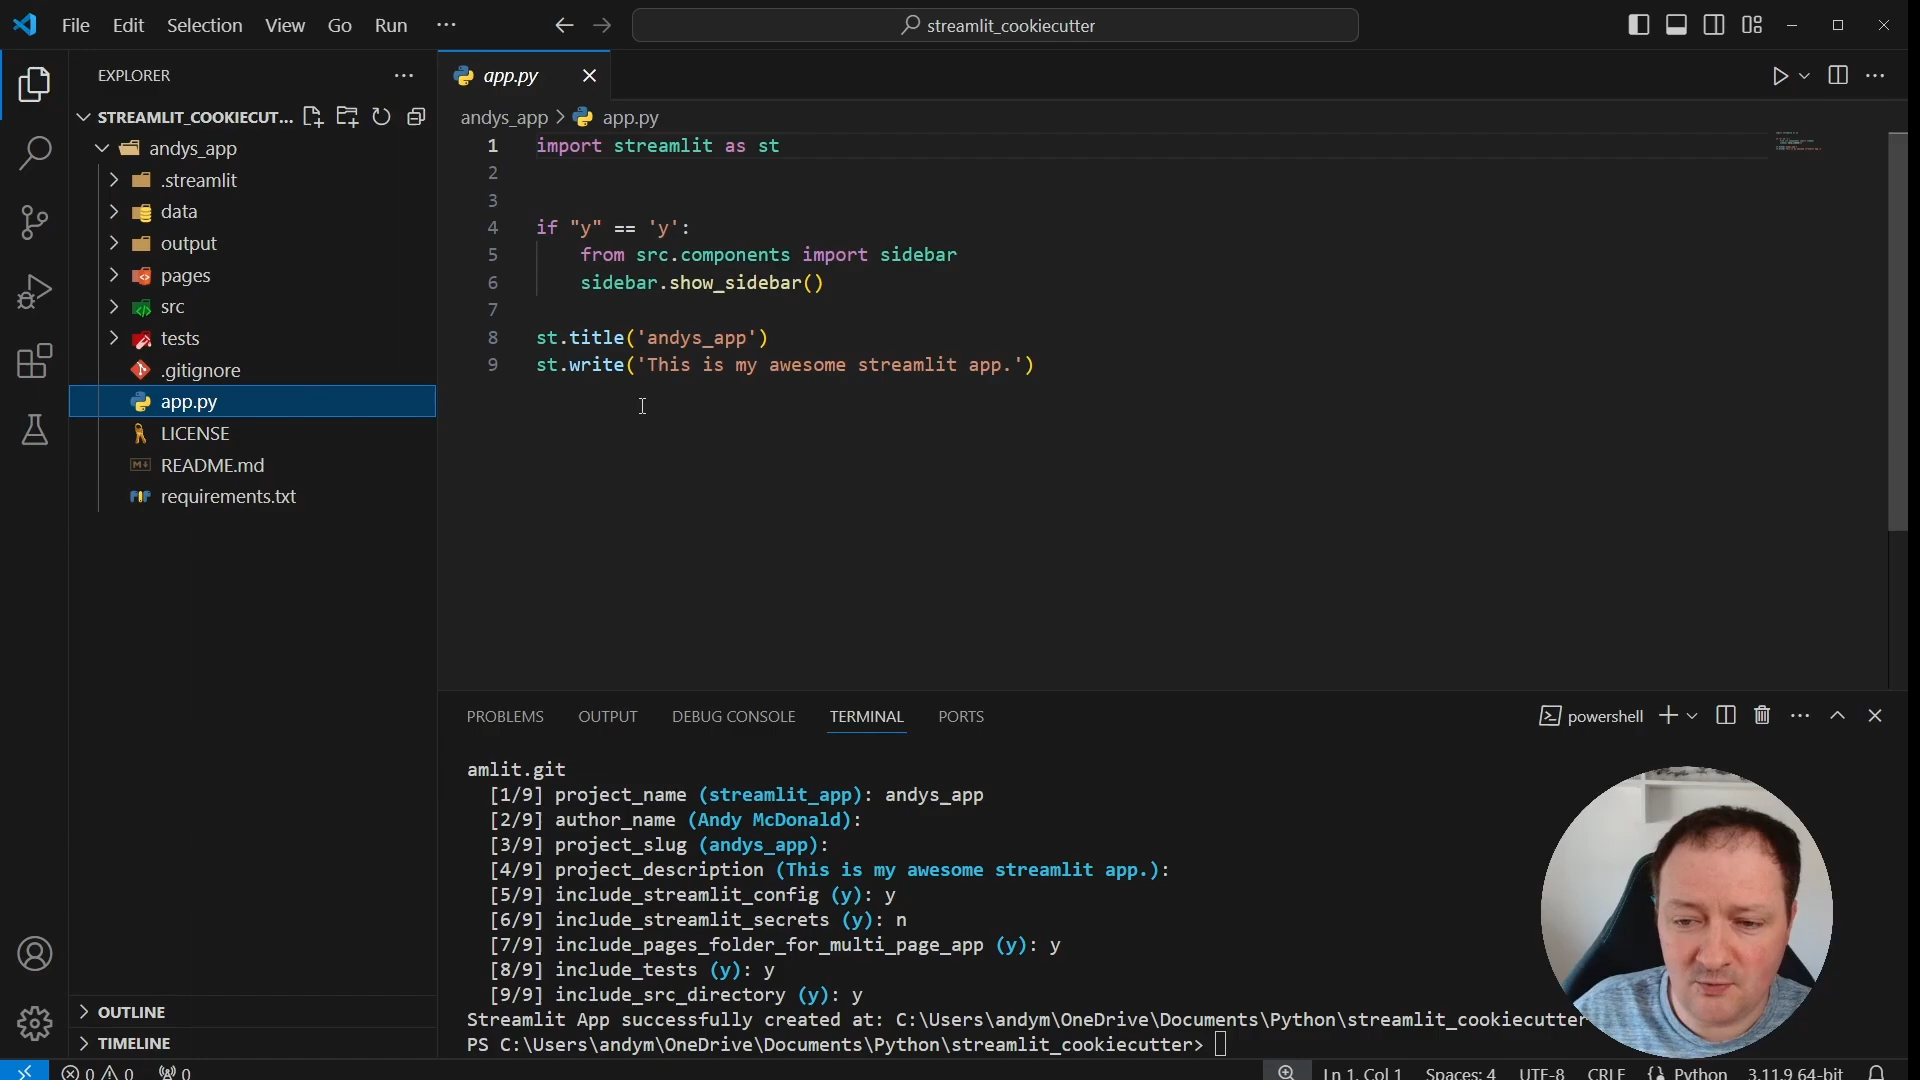 File Edit Selection View Go Run ···
streamlit_cookiecutter
EXPLORER ···
STREAMLIT_COOKIECUT...
andys_app
.streamlit
data
output
pages
src
tests
.gitignore
app.py
LICENSE
README.md
requirements.txt
OUTLINE
TIMELINE
app.py
andys_app > app.py
1 import streamlit as st
2
3
4 if "y" == 'y':
5 from src.components import sidebar
6 sidebar.show_sidebar()
7
8 st.title('andys_app')
9 st.write('This is my awesome streamlit app.')
PROBLEMS OUTPUT DEBUG CONSOLE TERMINAL PORTS
powershell
amlit.git
[1/9] project_name (streamlit_app): andys_app
[2/9] author_name (Andy McDonald):
[3/9] project_slug (andys_app):
[4/9] project_description (This is my awesome streamlit app.):
[5/9] include_streamlit_config (y): y
[6/9] include_streamlit_secrets (y): n
[7/9] include_pages_folder_for_multi_page_app (y): y
[8/9] include_tests (y): y
[9/9] include_src_directory (y): y
Streamlit App successfully created at: C:\Users\andym\OneDrive\Documents\Python\streamlit_cookiecutter
PS C:\Users\andym\OneDrive\Documents\Python\streamlit_cookiecutter>
0 0 0 Ln 1, Col 1 Spaces: 4 UTF-8 CRLF Python 3.11.9 64-bit